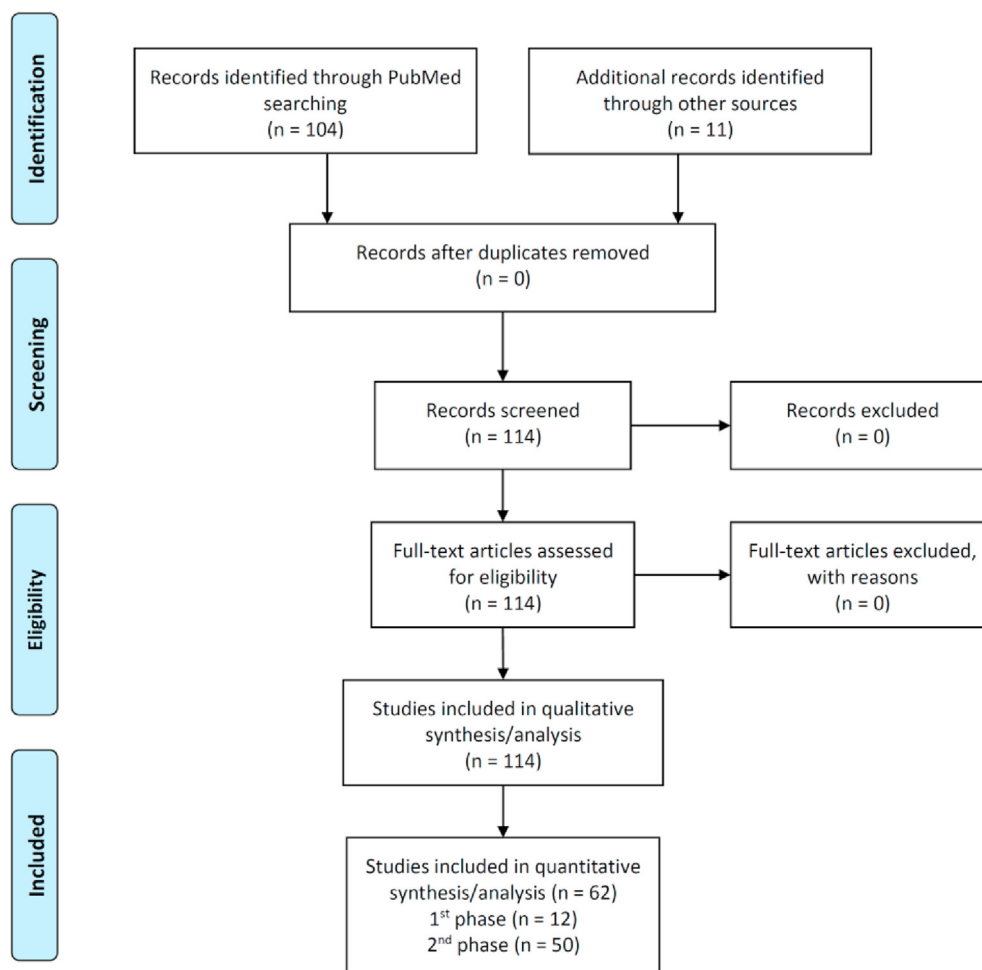 Identification
Records identified through PubMed
searching
(n = 104)
Additional records identified
through other sources
(n = 11)
Records after duplicates removed
(n = 0)
Screening
Records screened
(n = 114)
Records excluded
(n = 0)
Eligibility
Full-text articles assessed
for eligibility
(n = 114)
Full-text articles excluded,
with reasons
(n = 0)
Studies included in qualitative
synthesis/analysis
(n = 114)
Included
Studies included in quantitative
synthesis/analysis (n = 62)
1st phase (n = 12)
2nd phase (n = 50)